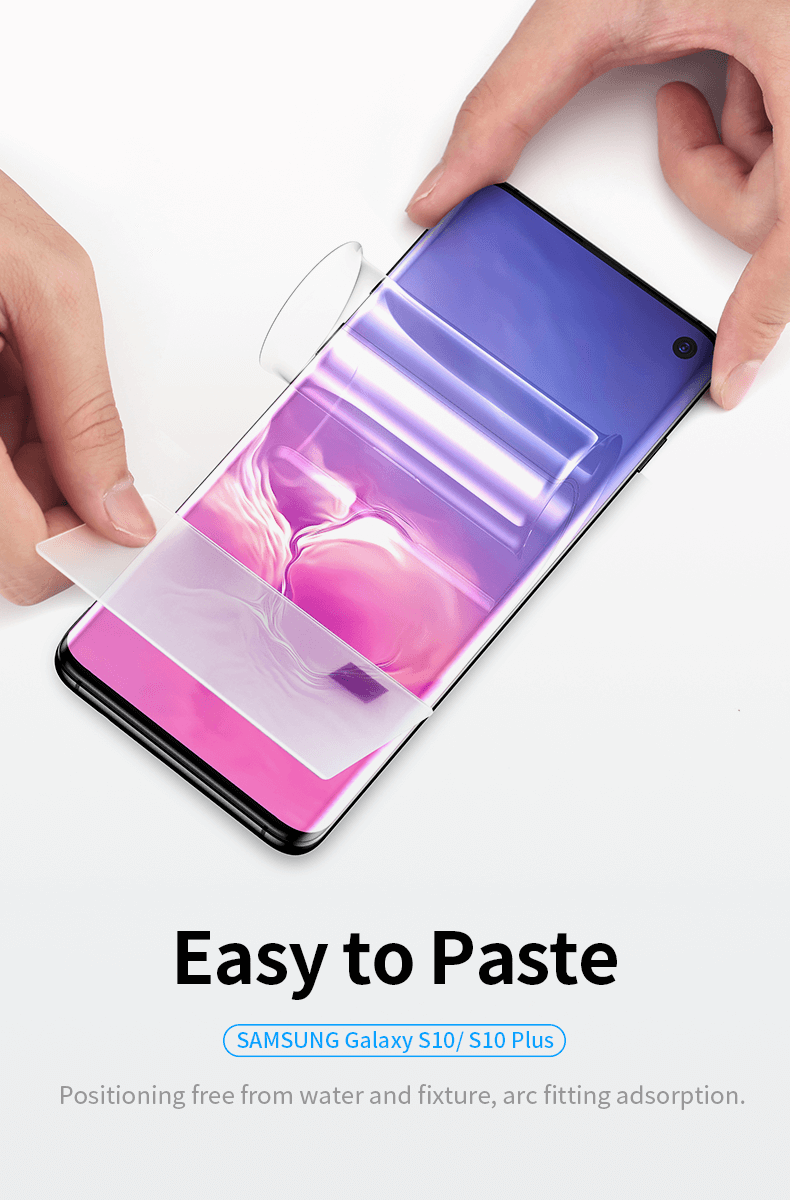 Easy to Paste
SAMSUNG Galaxy S10/ S10 Plus
Positioning free from water and fixture, arc fitting adsorption.